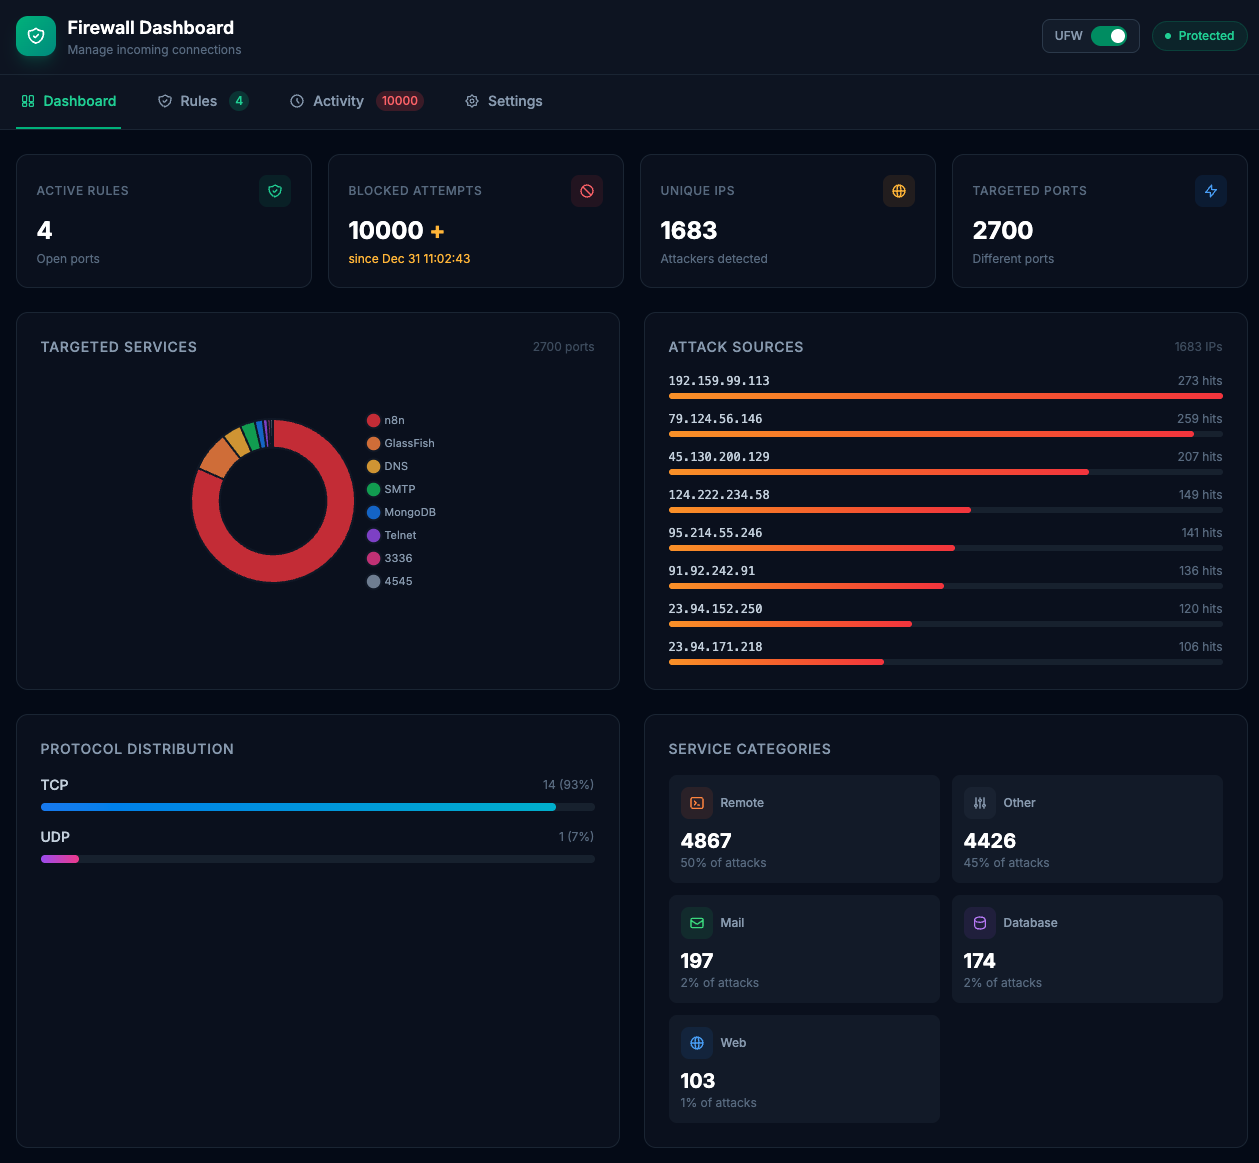 Firewall Dashboard
Manage incoming connections
UFW
Protected
Dashboard
Rules 4
Activity 10000
Settings
ACTIVE RULES
4
Open ports
BLOCKED ATTEMPTS
10000 +
since Dec 31 11:02:43
UNIQUE IPS
1683
Attackers detected
TARGETED PORTS
2700
Different ports
TARGETED SERVICES
2700 ports
n8n
GlassFish
DNS
SMTP
MongoDB
Telnet
3336
4545
ATTACK SOURCES
1683 IPs
192.159.99.113 273 hits
79.124.56.146 259 hits
45.130.200.129 207 hits
124.222.234.58 149 hits
95.214.55.246 141 hits
91.92.242.91 136 hits
23.94.152.250 120 hits
23.94.171.218 106 hits
PROTOCOL DISTRIBUTION
TCP 14 (93%)
UDP 1 (7%)
SERVICE CATEGORIES
Remote
4867
50% of attacks
Other
4426
45% of attacks
Mail
197
2% of attacks
Database
174
2% of attacks
Web
103
1% of attacks